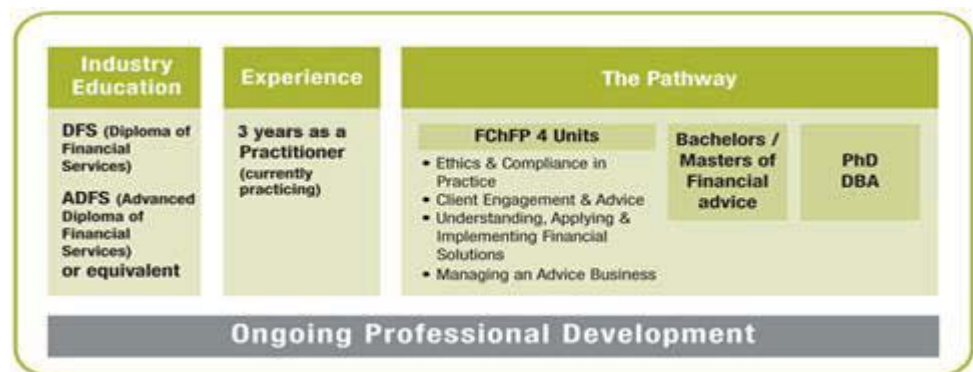 Industry
Education
DFS (Diploma of
Financial
Services)
ADFS (Advanced
Diploma of
Financial
Services)
or equivalent
Experience
3 years as a
Practitioner
(currently
practicing)
The Pathway
FChFP 4 Units
• Ethics & Compliance in
Practice
• Client Engagement & Advice
• Understanding, Applying &
Implementing Financial
Solutions
• Managing an Advice Business
Bachelors /
Masters of
Financial
advice
PhD
DBA
Ongoing Professional Development